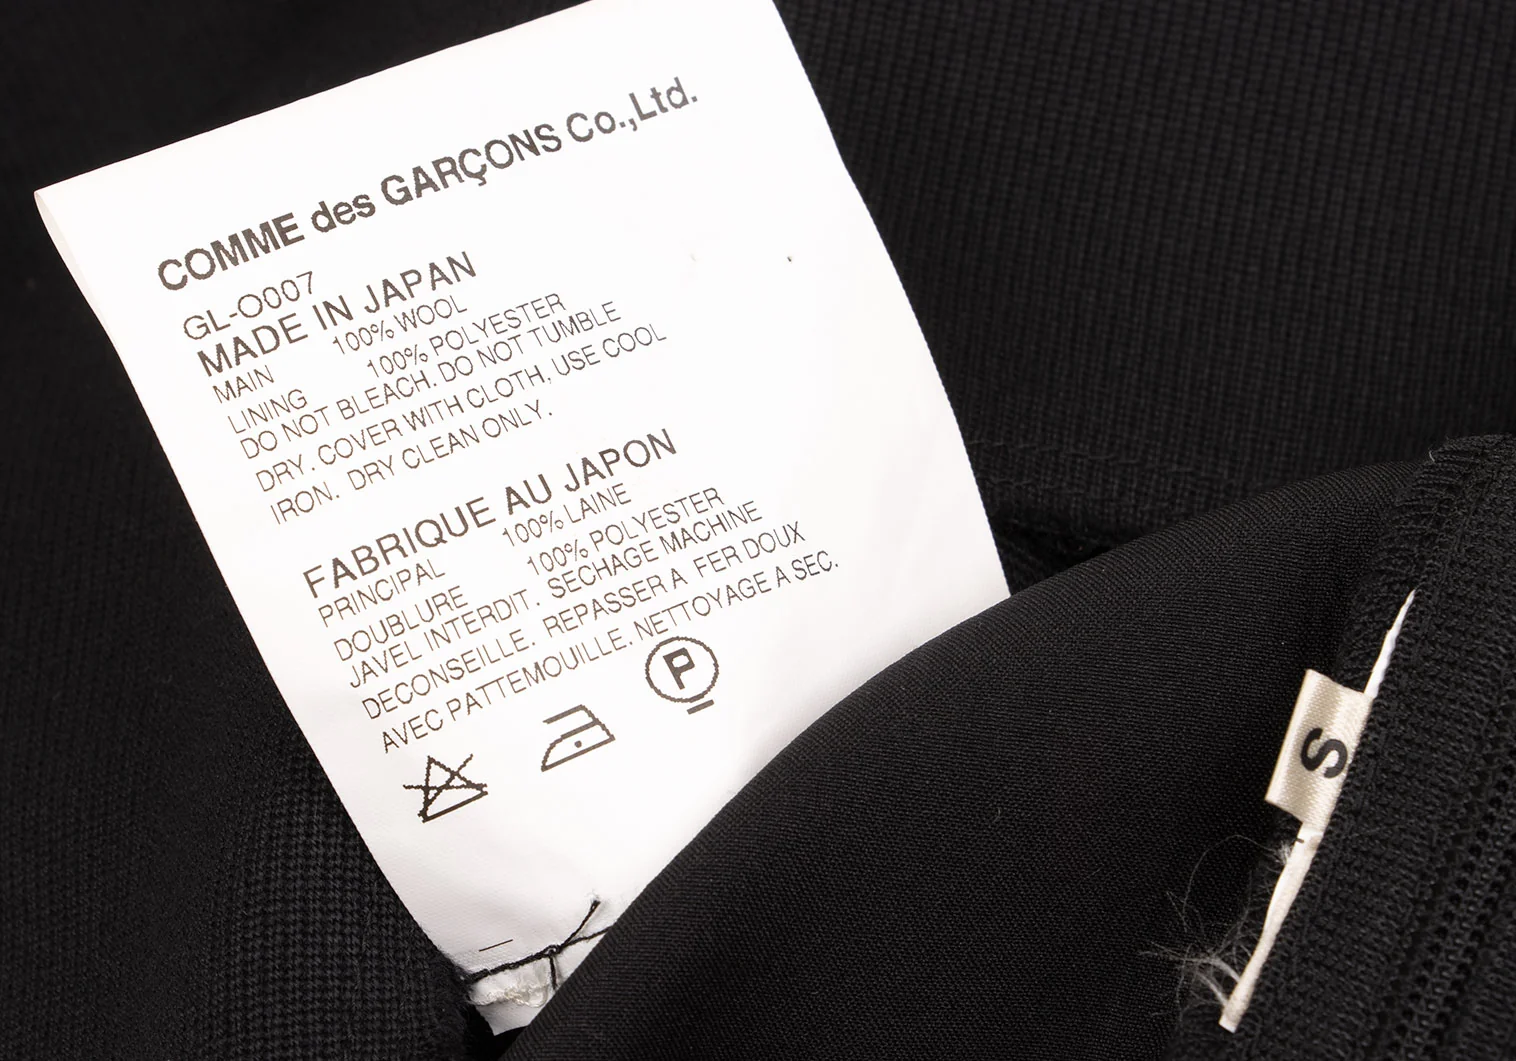 COMME des GARÇONS Co.,Ltd.
GL-O007
MADE IN JAPAN
MAIN 100% WOOL
LINING 100% POLYESTER
DO NOT BLEACH. DO NOT TUMBLE
DRY. COVER WITH CLOTH, USE COOL
IRON. DRY CLEAN ONLY.
FABRIQUE AU JAPON
PRINCIPAL 100% LAINE
DOUBLURE 100% POLYESTER
JAVEL INTERDIT. SECHAGE MACHINE
DECONSEILLE. REPASSER A FER DOUX
AVEC PATTEMOUILLE. NETTOYAGE A SEC.
P
S